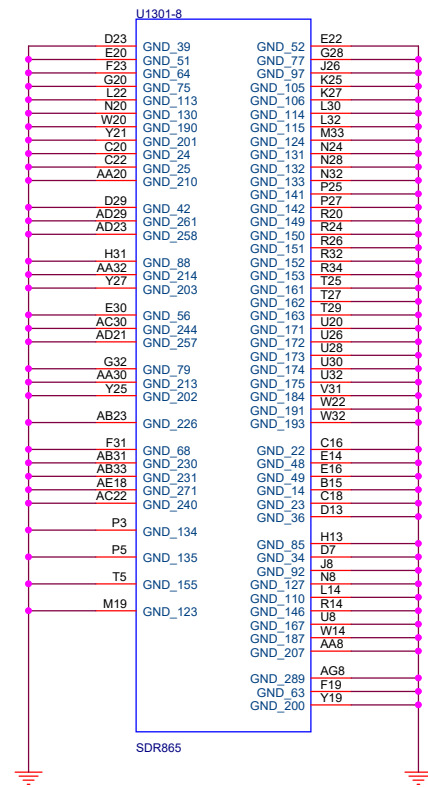 U1301-8
D23 GND_39 GND_52 E22
E20 GND_51 GND_77 G28
F23 GND_64 GND_97 J26
G20 GND_75 GND_105 K25
L22 GND_113 GND_106 K27
N20 GND_130 GND_114 L30
W20 GND_190 GND_115 L32
Y21 GND_201 GND_124 M33
C20 GND_24 GND_131 N24
C22 GND_25 GND_132 N28
AA20 GND_210 GND_133 N32
GND_141 P25
D29 GND_42 GND_142 P27
AD29 GND_261 GND_149 R20
AD23 GND_258 GND_150 R24
GND_151 R26
H31 GND_88 GND_152 R32
AA32 GND_214 GND_153 R34
Y27 GND_203 GND_161 T25
GND_162 T27
E30 GND_56 GND_163 T29
AC30 GND_244 GND_171 U20
AD21 GND_257 GND_172 U26
GND_173 U28
G32 GND_79 GND_174 U30
AA30 GND_213 GND_175 U32
Y25 GND_202 GND_184 V31
GND_191 W22
AB23 GND_226 GND_193 W32
F31 GND_68 GND_22 C16
AB31 GND_230 GND_48 E14
AB33 GND_231 GND_49 E16
AE18 GND_271 GND_14 B15
AC22 GND_240 GND_23 C18
GND_36 D13
P3 GND_134
GND_85 H13
P5 GND_135 GND_34 D7
GND_92 J8
T5 GND_155 GND_127 N8
GND_110 L14
M19 GND_123 GND_146 R14
GND_167 U8
GND_187 W14
GND_207 AA8
GND_289 AG8
GND_63 F19
GND_200 Y19
SDR865